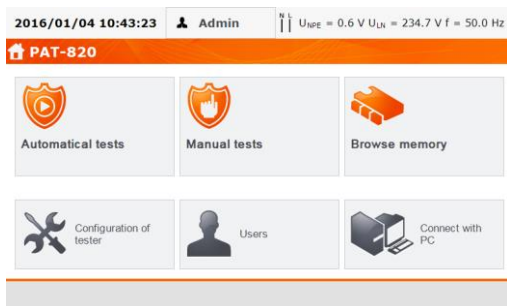 2016/01/04 10:43:23 Admin N L U_NPE = 0.6 V U_LN = 234.7 V f = 50.0 Hz
PAT-820
Automatical tests Manual tests Browse memory
Configuration of tester Users Connect with PC